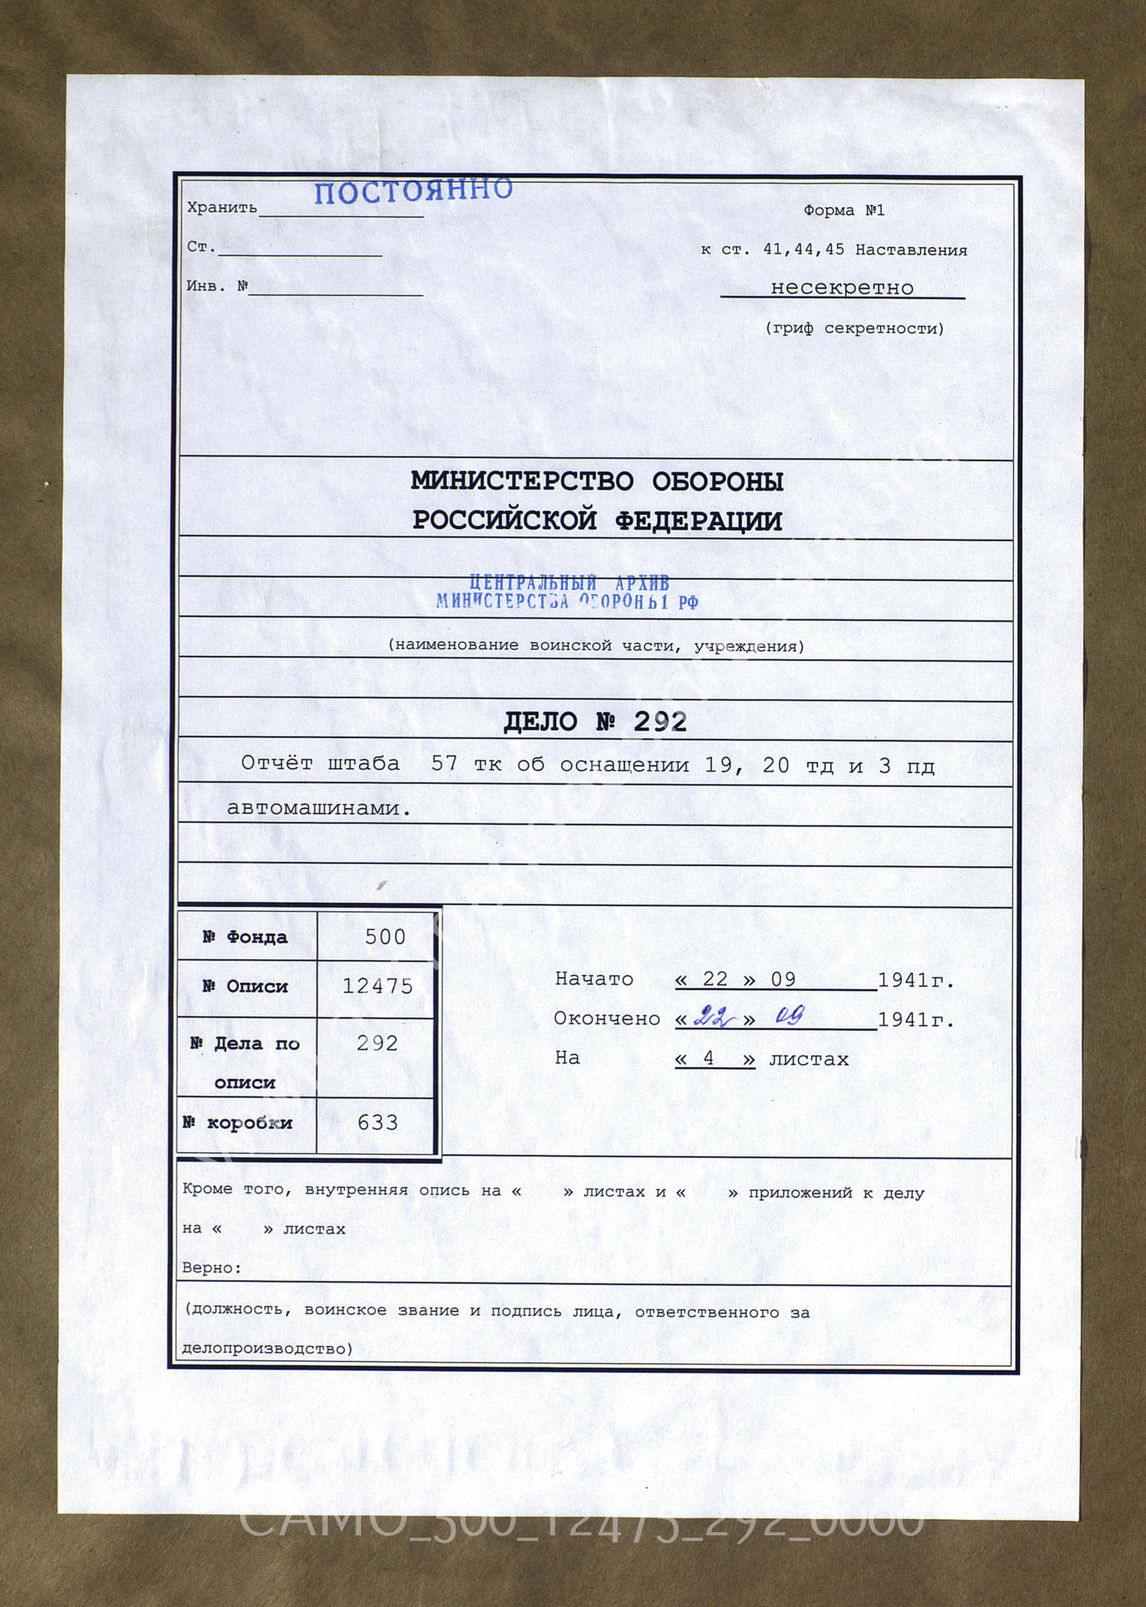 ПОСТОЯННО
Хранить
Форма №1
Ст.
к ст. 41,44,45 Наставления
Инв. №
несекретно
(гриф секретности)
МИНИСТЕРСТВО ОБОРОНЫ
РОССИЙСКОЙ ФЕДЕРАЦИИ
ЦЕНТРАЛЬНЫЙ АРХИВ
МИНИСТЕРСТВА ОБОРОНЫ РФ
(наименование воинской части, учреждения)
ДЕЛО № 292
Отчёт штаба 57 тк об оснащении 19, 20 тд и 3 пд
автомашинами.
№ Фонда 500
№ Описи 12475
№ Дела по 292
описи
№ коробки 633
Начато « 22 » 09 1941г.
Окончено « 22 » 09 1941г.
На « 4 » листах
Кроме того, внутренняя опись на « » листах и « » приложений к делу
на « » листах
Верно:
(должность, воинское звание и подпись лица, ответственного за
делопроизводство)
CAMO_500_12475_292_0000